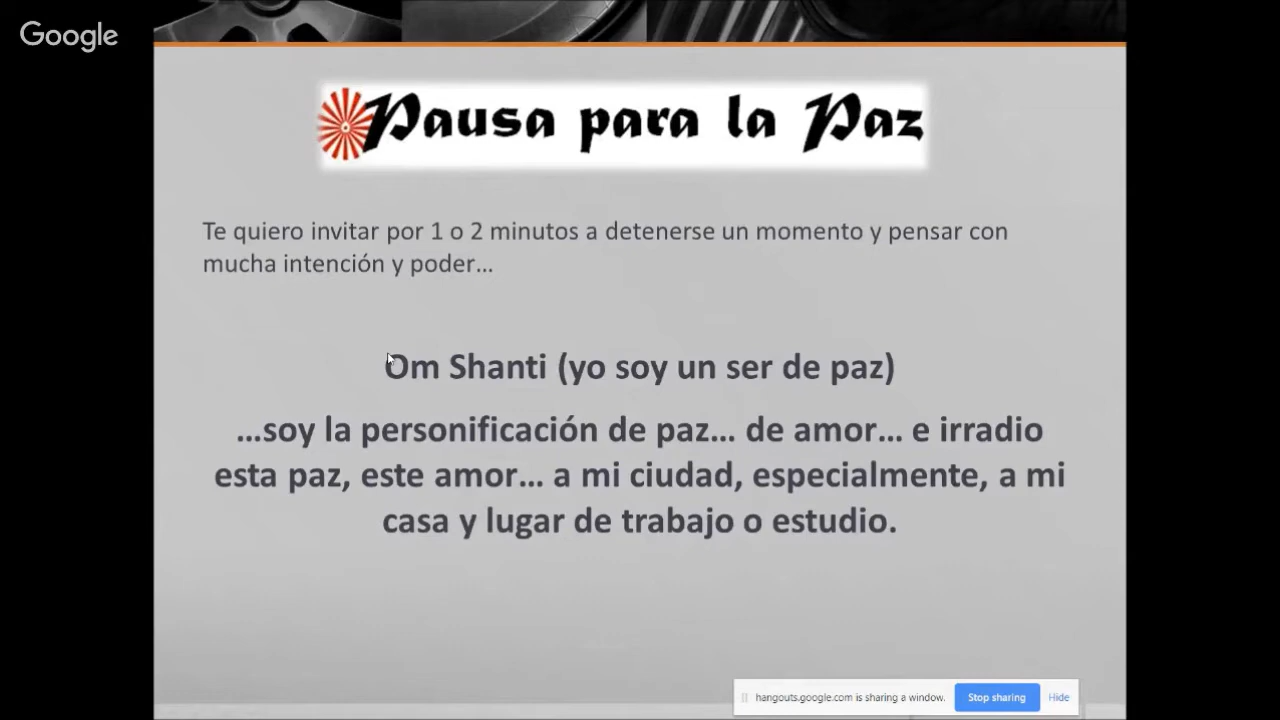 Google
Pausa para la Paz
Te quiero invitar por 1 o 2 minutos a detenerse un momento y pensar con
mucha intención y poder...
Om Shanti (yo soy un ser de paz)
...soy la personificación de paz... de amor... e irradio
esta paz, este amor... a mi ciudad, especialmente, a mi
casa y lugar de trabajo o estudio.
hangouts.google.com is sharing a window. Stop sharing Hide